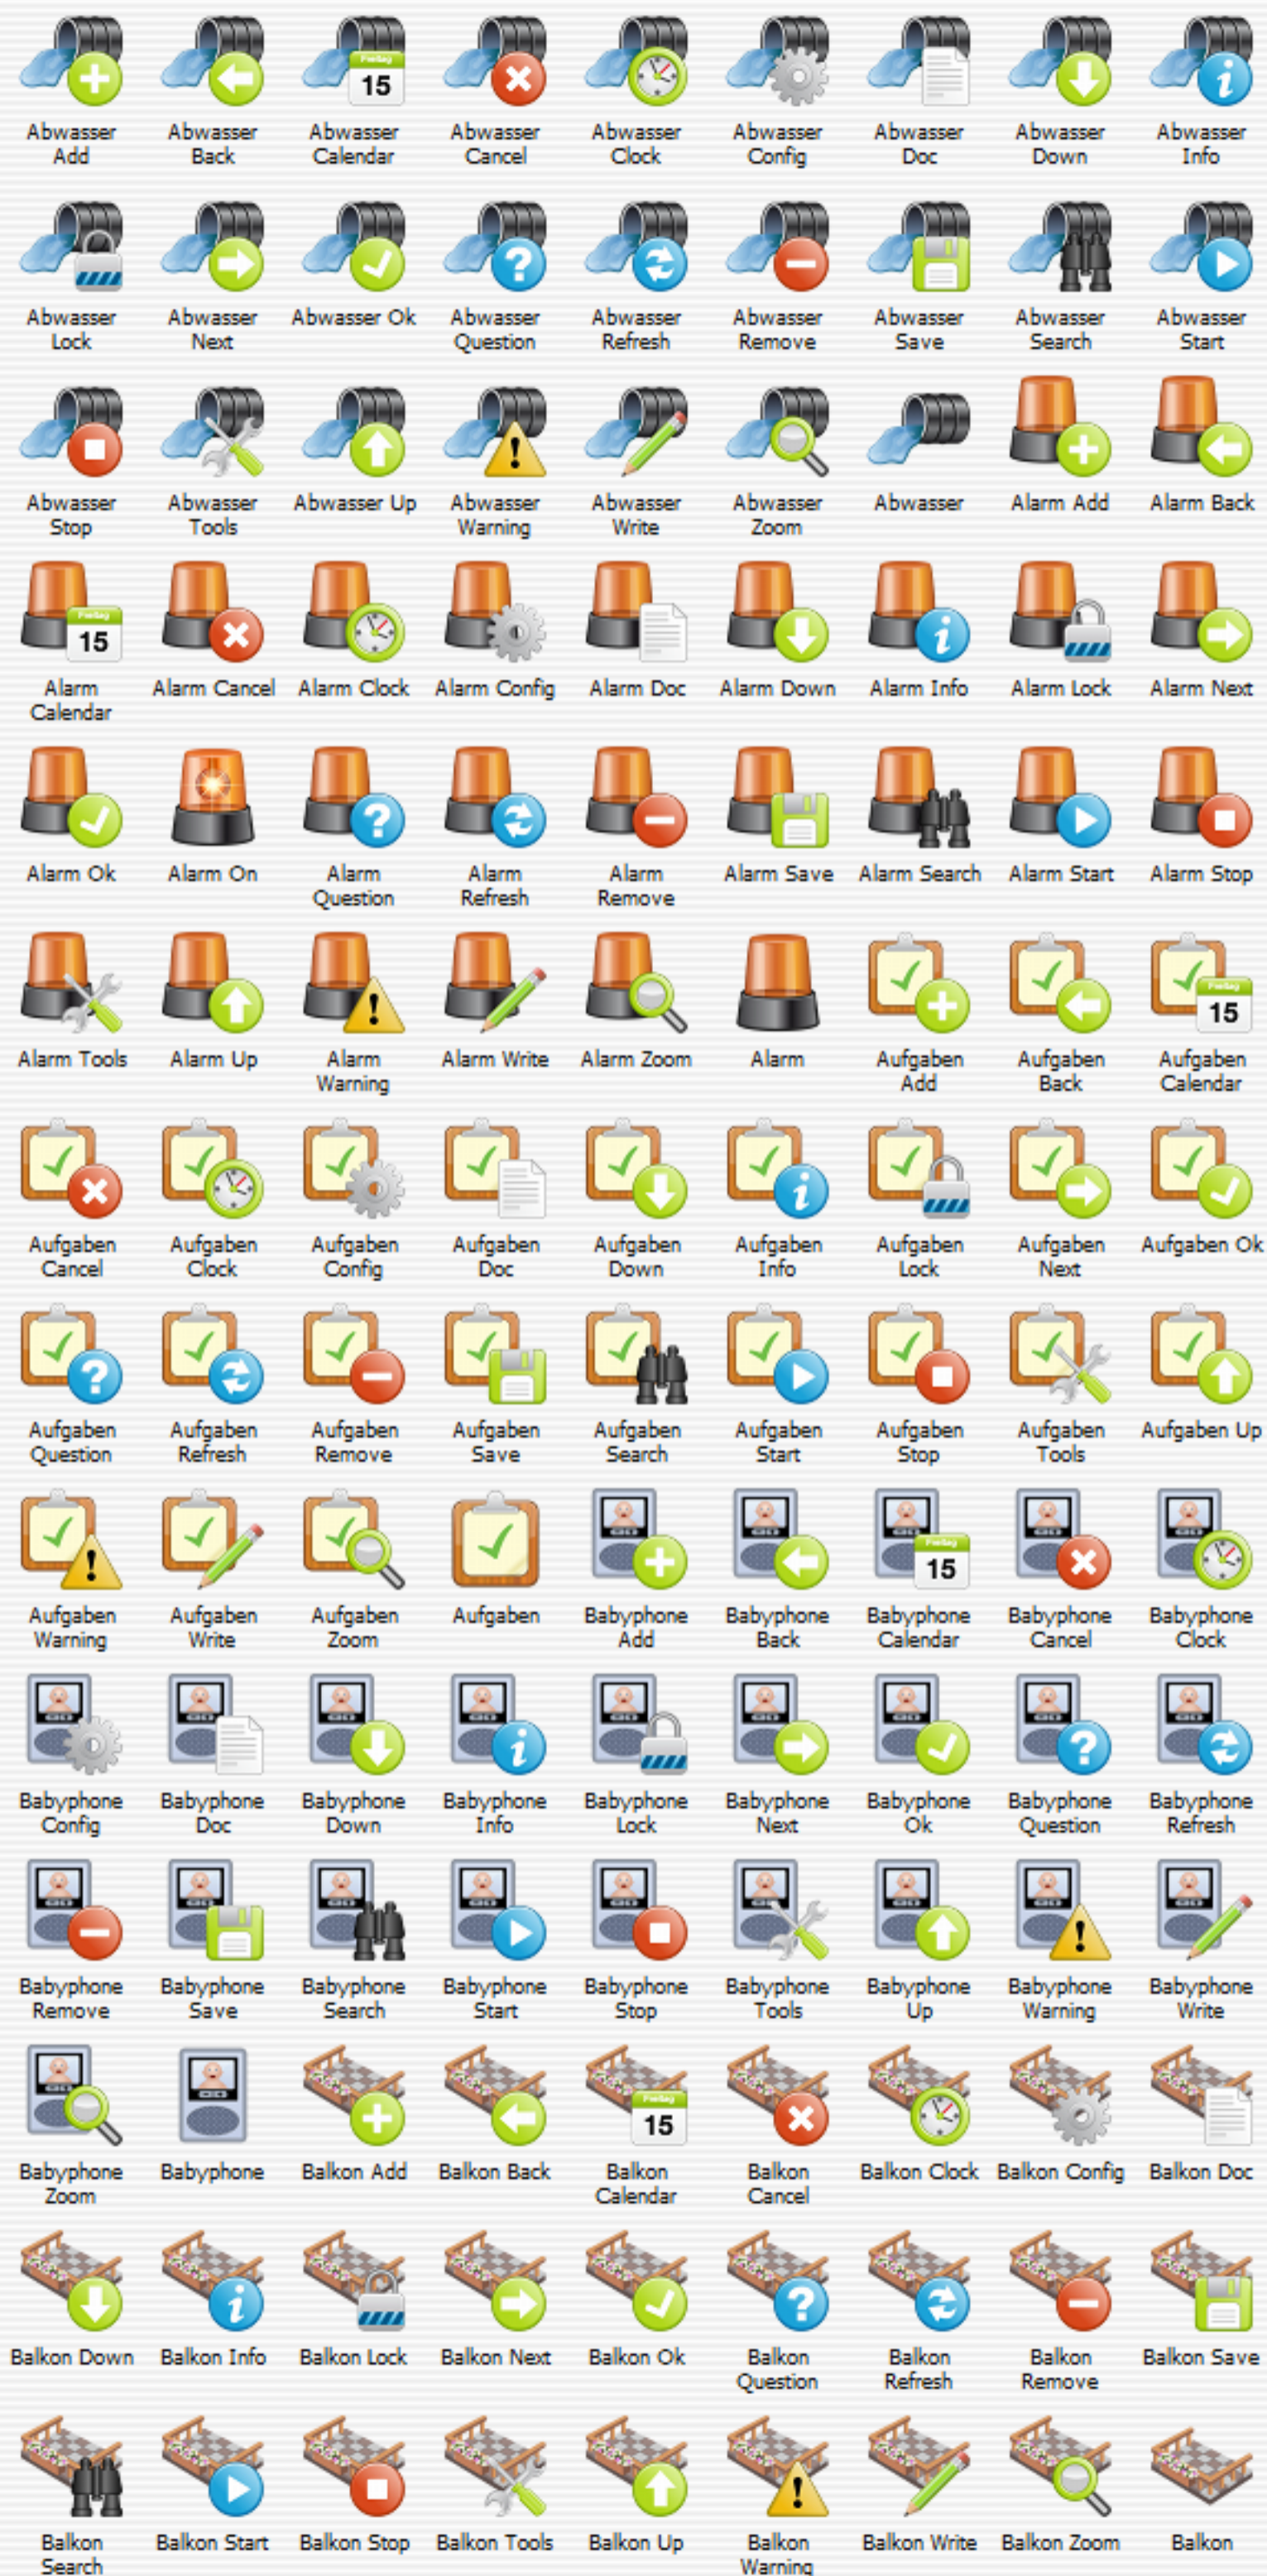 Freitag
15
Abwasser Add
Abwasser Back
Abwasser Calendar
Abwasser Cancel
Abwasser Clock
Abwasser Config
Abwasser Doc
Abwasser Down
Abwasser Info
Abwasser Lock
Abwasser Next
Abwasser Ok
Abwasser Question
Abwasser Refresh
Abwasser Remove
Abwasser Save
Abwasser Search
Abwasser Start
Abwasser Stop
Abwasser Tools
Abwasser Up
Abwasser Warning
Abwasser Write
Abwasser Zoom
Abwasser
Alarm Add
Alarm Back
Freitag
15
Alarm Calendar
Alarm Cancel
Alarm Clock
Alarm Config
Alarm Doc
Alarm Down
Alarm Info
Alarm Lock
Alarm Next
Alarm Ok
Alarm On
Alarm Question
Alarm Refresh
Alarm Remove
Alarm Save
Alarm Search
Alarm Start
Alarm Stop
Freitag
15
Alarm Tools
Alarm Up
Alarm Warning
Alarm Write
Alarm Zoom
Alarm
Aufgaben Add
Aufgaben Back
Aufgaben Calendar
Aufgaben Cancel
Aufgaben Clock
Aufgaben Config
Aufgaben Doc
Aufgaben Down
Aufgaben Info
Aufgaben Lock
Aufgaben Next
Aufgaben Ok
Aufgaben Question
Aufgaben Refresh
Aufgaben Remove
Aufgaben Save
Aufgaben Search
Aufgaben Start
Aufgaben Stop
Aufgaben Tools
Aufgaben Up
Freitag
15
Aufgaben Warning
Aufgaben Write
Aufgaben Zoom
Aufgaben
Babyphone Add
Babyphone Back
Babyphone Calendar
Babyphone Cancel
Babyphone Clock
Babyphone Config
Babyphone Doc
Babyphone Down
Babyphone Info
Babyphone Lock
Babyphone Next
Babyphone Ok
Babyphone Question
Babyphone Refresh
Babyphone Remove
Babyphone Save
Babyphone Search
Babyphone Start
Babyphone Stop
Babyphone Tools
Babyphone Up
Babyphone Warning
Babyphone Write
Freitag
15
Babyphone Zoom
Babyphone
Balkon Add
Balkon Back
Balkon Calendar
Balkon Cancel
Balkon Clock
Balkon Config
Balkon Doc
Balkon Down
Balkon Info
Balkon Lock
Balkon Next
Balkon Ok
Balkon Question
Balkon Refresh
Balkon Remove
Balkon Save
Balkon Search
Balkon Start
Balkon Stop
Balkon Tools
Balkon Up
Balkon Warning
Balkon Write
Balkon Zoom
Balkon